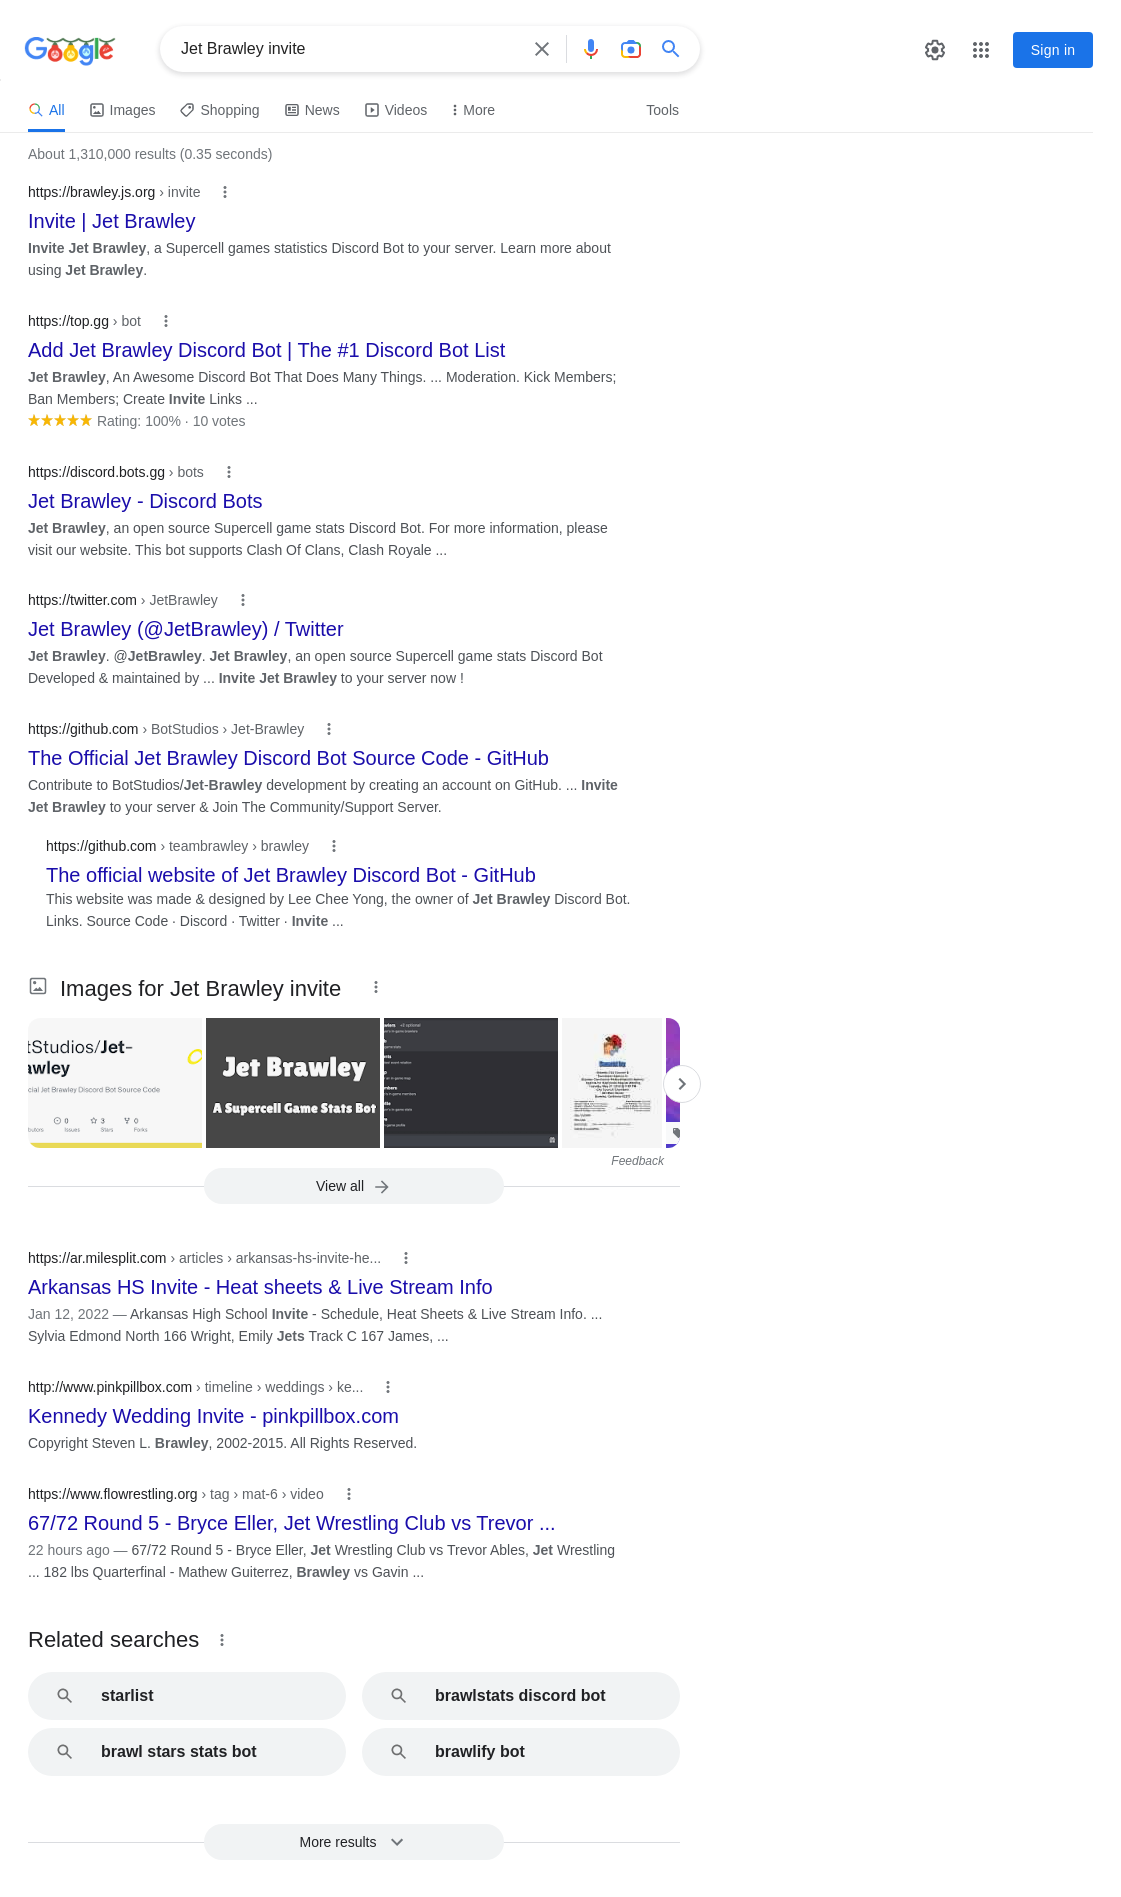 Google
Jet Brawley invite
Sign in
All
Images
Shopping
News
Videos
More
Tools
About 1,310,000 results (0.35 seconds)
https://brawley.js.org › invite
Invite | Jet Brawley
Invite Jet Brawley, a Supercell games statistics Discord Bot to your server. Learn more about
using Jet Brawley.
https://top.gg › bot
Add Jet Brawley Discord Bot | The #1 Discord Bot List
Jet Brawley, An Awesome Discord Bot That Does Many Things. ... Moderation. Kick Members;
Ban Members; Create Invite Links ...
Rating: 100% · 10 votes
https://discord.bots.gg › bots
Jet Brawley - Discord Bots
Jet Brawley, an open source Supercell game stats Discord Bot. For more information, please
visit our website. This bot supports Clash Of Clans, Clash Royale ...
https://twitter.com › JetBrawley
Jet Brawley (@JetBrawley) / Twitter
Jet Brawley. @JetBrawley. Jet Brawley, an open source Supercell game stats Discord Bot
Developed & maintained by ... Invite Jet Brawley to your server now !
https://github.com › BotStudios › Jet-Brawley
The Official Jet Brawley Discord Bot Source Code - GitHub
Contribute to BotStudios/Jet-Brawley development by creating an account on GitHub. ... Invite
Jet Brawley to your server & Join The Community/Support Server.
https://github.com › teambrawley › brawley
The official website of Jet Brawley Discord Bot - GitHub
This website was made & designed by Lee Chee Yong, the owner of Jet Brawley Discord Bot.
Links. Source Code · Discord · Twitter · Invite ...
Images for Jet Brawley invite
tStudios/Jet-
awley
cial Jet Brawley Discord Bot Source Code
0
3
0
Issues
Stars
Forks
Jet Brawley
A Supercell Game Stats Bot
Feedback
View all
https://ar.milesplit.com › articles › arkansas-hs-invite-he...
Arkansas HS Invite - Heat sheets & Live Stream Info
Jan 12, 2022 — Arkansas High School Invite - Schedule, Heat Sheets & Live Stream Info. ...
Sylvia Edmond North 166 Wright, Emily Jets Track C 167 James, ...
http://www.pinkpillbox.com › timeline › weddings › ke...
Kennedy Wedding Invite - pinkpillbox.com
Copyright Steven L. Brawley, 2002-2015. All Rights Reserved.
https://www.flowrestling.org › tag › mat-6 › video
67/72 Round 5 - Bryce Eller, Jet Wrestling Club vs Trevor ...
22 hours ago — 67/72 Round 5 - Bryce Eller, Jet Wrestling Club vs Trevor Ables, Jet Wrestling
... 182 lbs Quarterfinal - Mathew Guiterrez, Brawley vs Gavin ...
Related searches
starlist
brawlstats discord bot
brawl stars stats bot
brawlify bot
More results